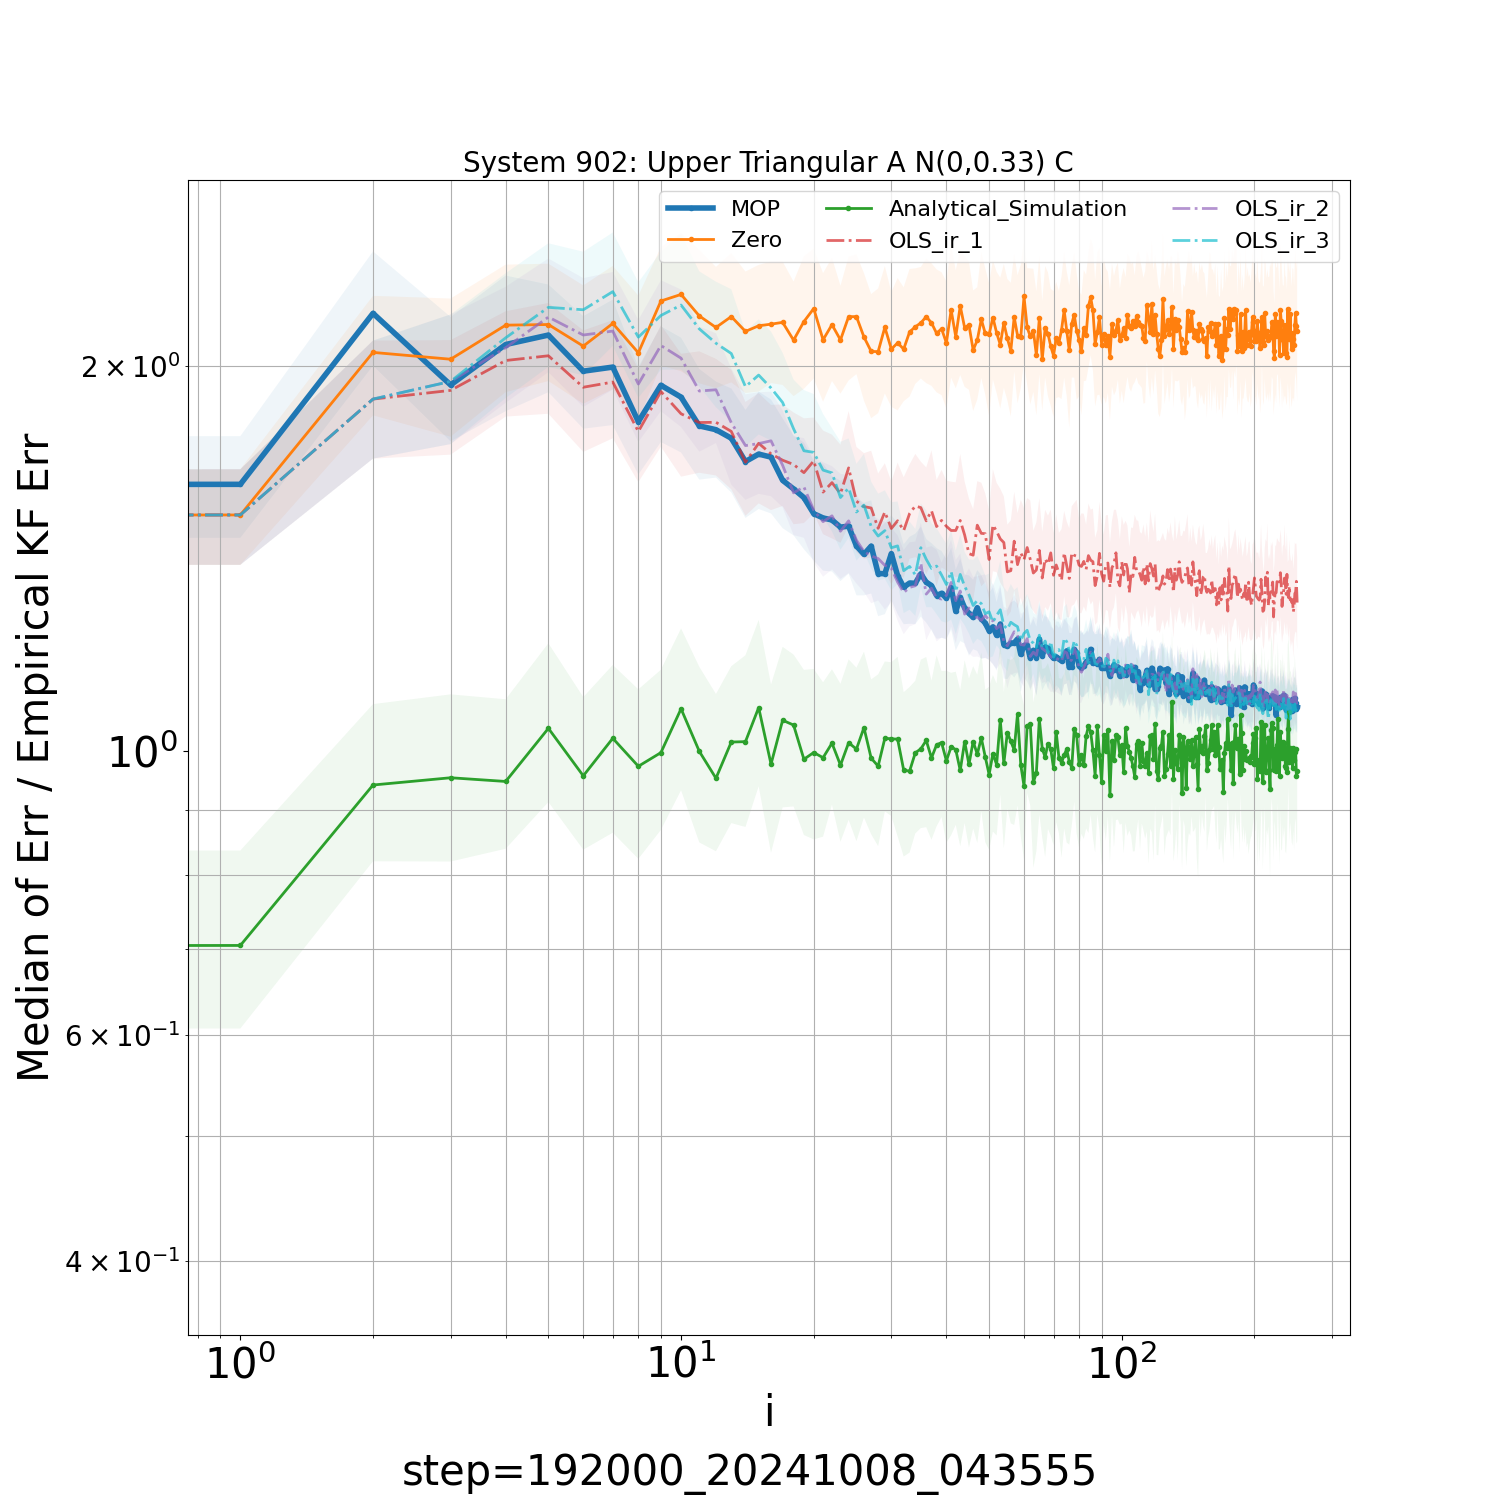 System 902: Upper Triangular A N(0,0.33) C
MOP
Zero
Analytical_Simulation
OLS_ir_1
OLS_ir_2
OLS_ir_3
Median of Err / Empirical KF Err
2 × 10⁰
10⁰
6 × 10⁻¹
4 × 10⁻¹
10⁰ 10¹ 10²
i
step=192000_20241008_043555